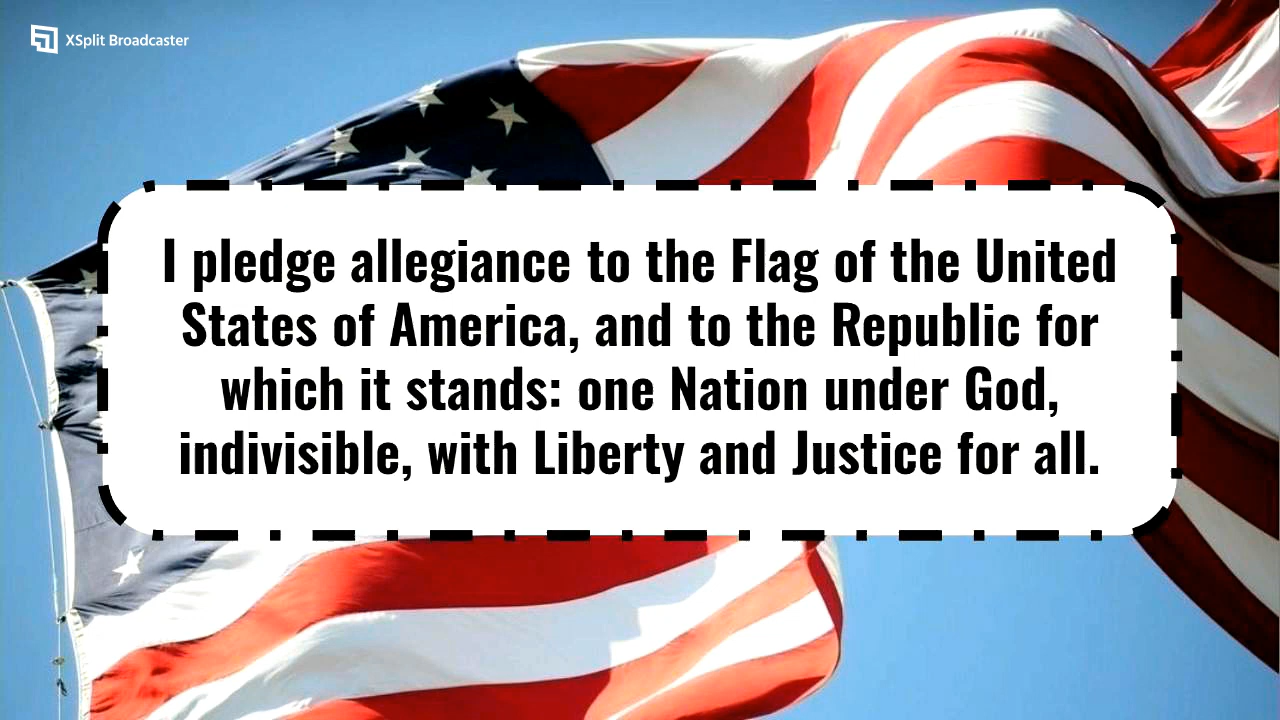 XSplit Broadcaster
I pledge allegiance to the Flag of the United
States of America, and to the Republic for
which it stands: one Nation under God,
indivisible, with Liberty and Justice for all.